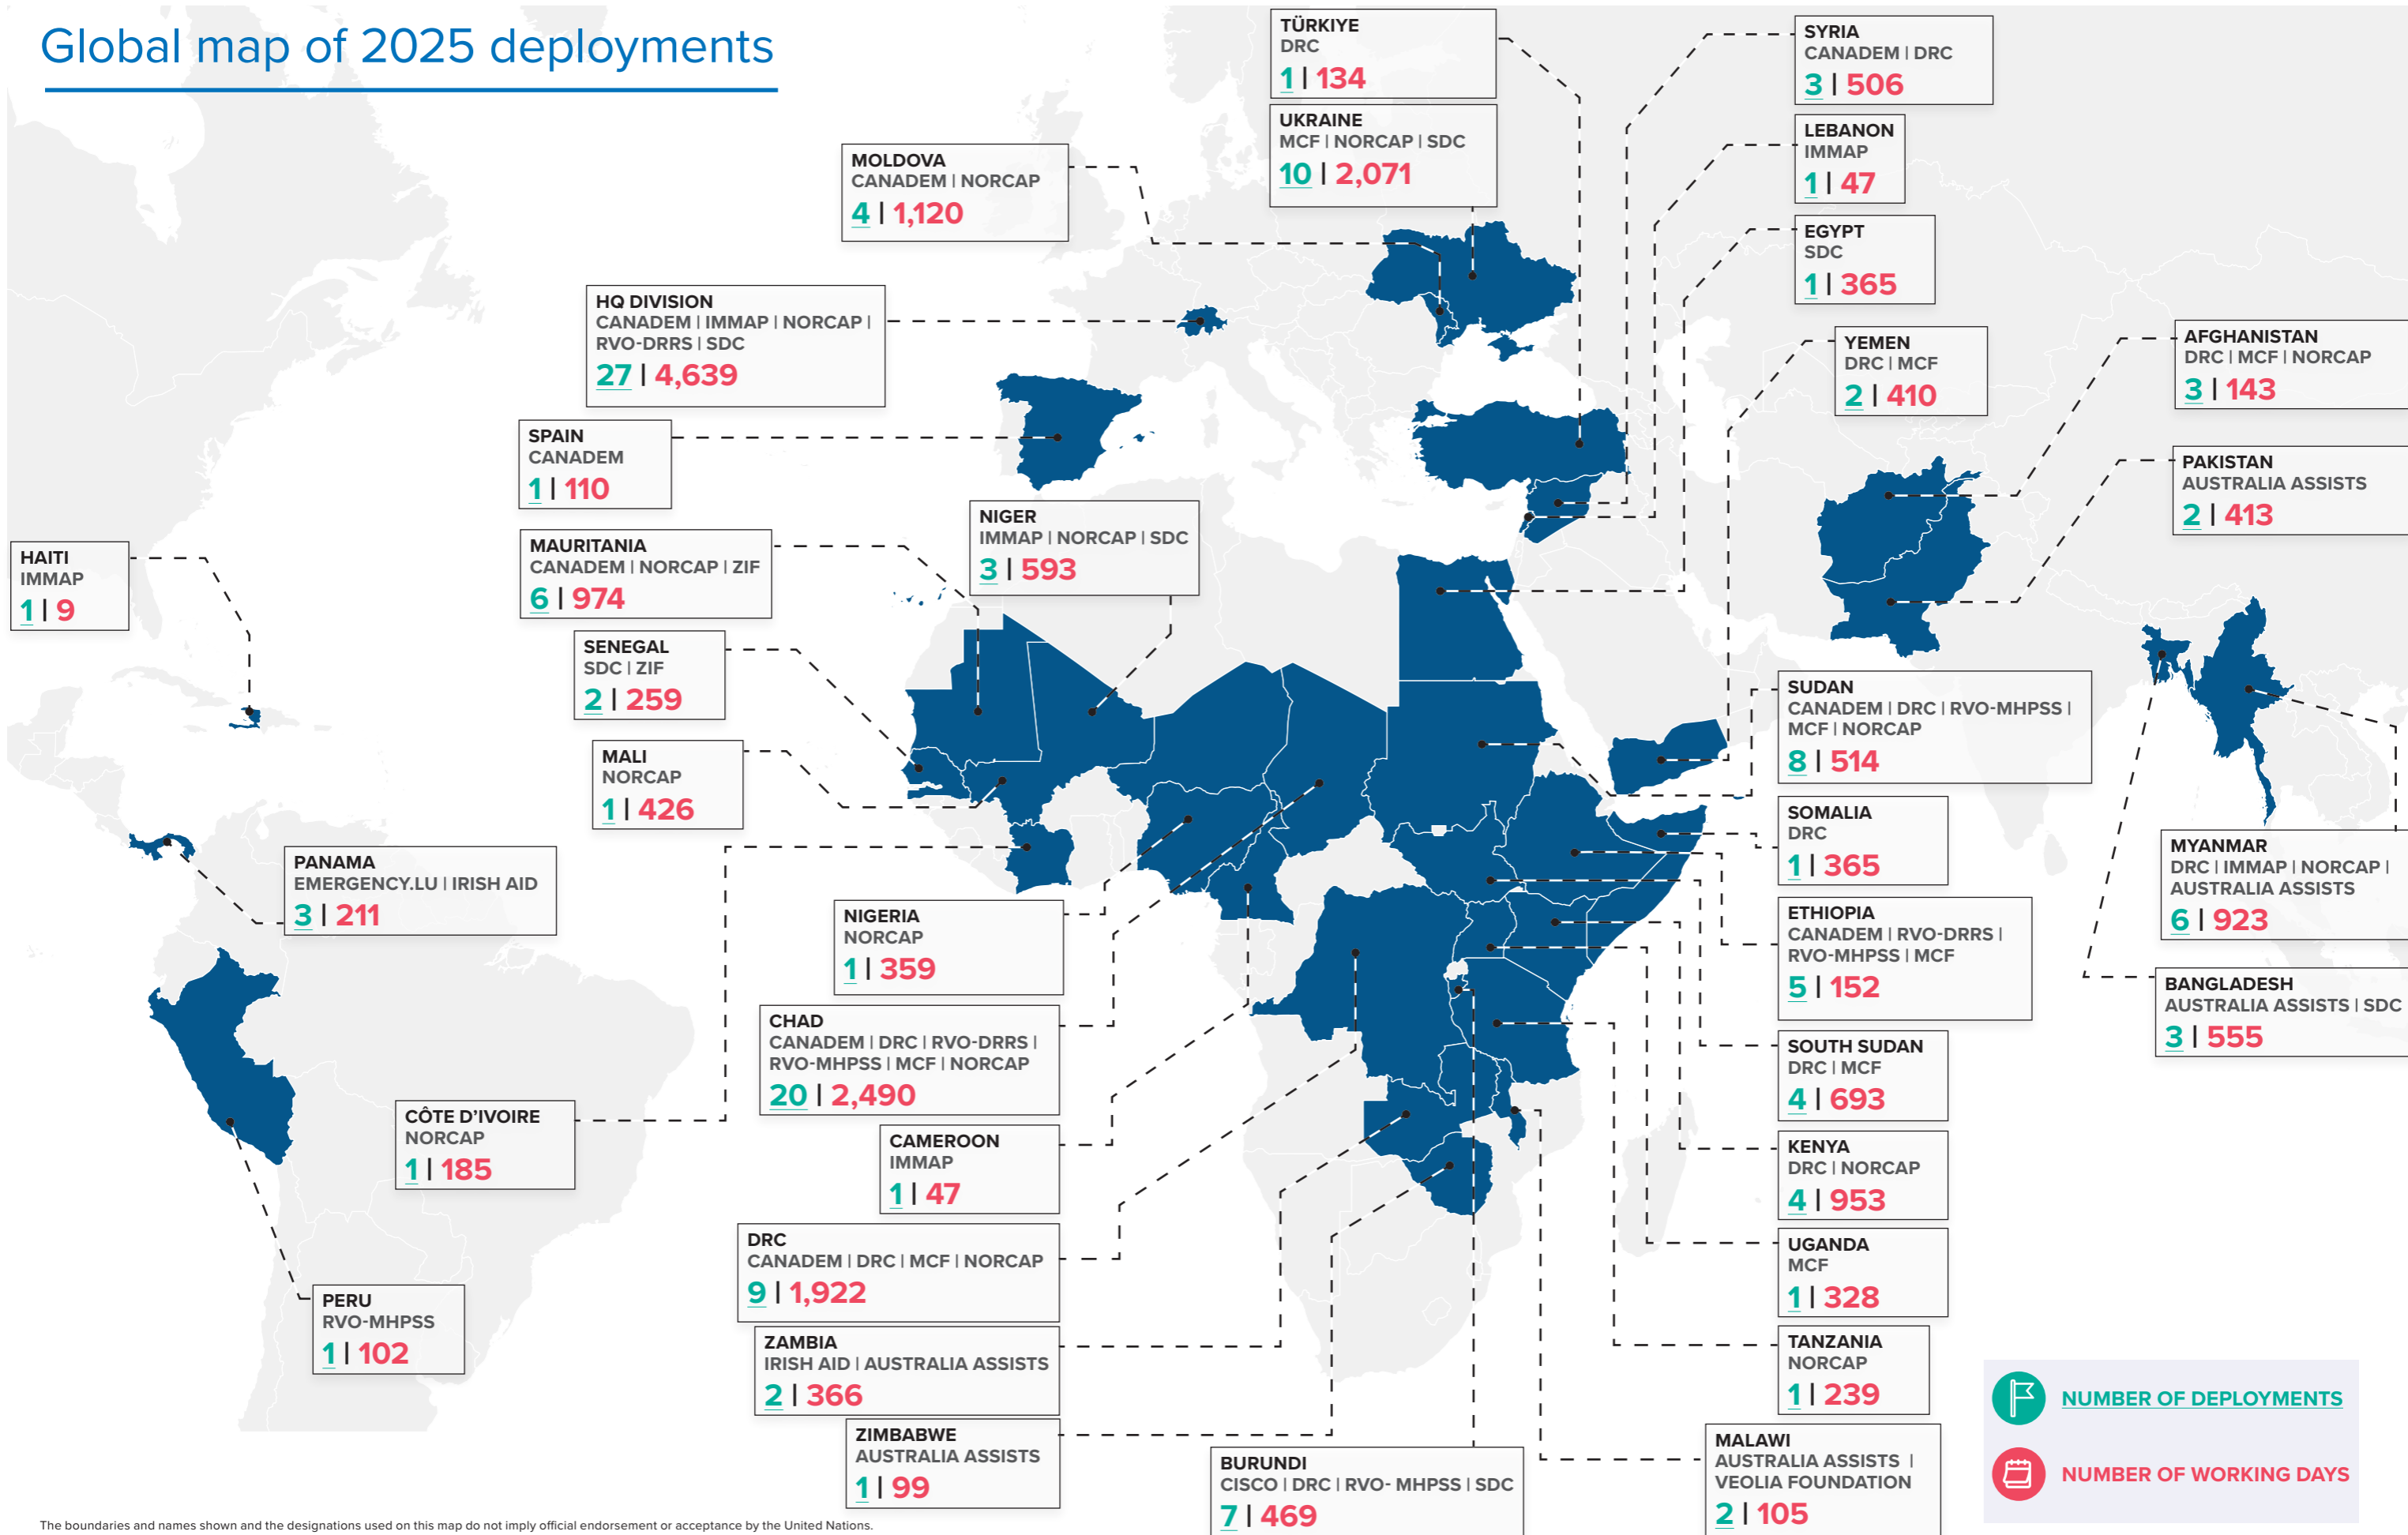 Global map of 2025 deployments
TÜRKIYE
DRC
1 | 134
SYRIA
CANADEM | DRC
3 | 506
UKRAINE
MCF | NORCAP | SDC
10 | 2,071
LEBANON
IMMAP
1 | 47
MOLDOVA
CANADEM | NORCAP
4 | 1,120
EGYPT
SDC
1 | 365
HQ DIVISION
CANADEM | IMMAP | NORCAP |
RVO-DRRS | SDC
27 | 4,639
YEMEN
DRC | MCF
2 | 410
AFGHANISTAN
DRC | MCF | NORCAP
3 | 143
SPAIN
CANADEM
1 | 110
PAKISTAN
AUSTRALIA ASSISTS
2 | 413
NIGER
IMMAP | NORCAP | SDC
3 | 593
MAURITANIA
CANADEM | NORCAP | ZIF
6 | 974
HAITI
IMMAP
1 | 9
SENEGAL
SDC | ZIF
2 | 259
SUDAN
CANADEM | DRC | RVO-MHPSS |
MCF | NORCAP
8 | 514
MALI
NORCAP
1 | 426
SOMALIA
DRC
1 | 365
MYANMAR
DRC | IMMAP | NORCAP |
AUSTRALIA ASSISTS
6 | 923
PANAMA
EMERGENCY.LU | IRISH AID
3 | 211
NIGERIA
NORCAP
1 | 359
ETHIOPIA
CANADEM | RVO-DRRS |
RVO-MHPSS | MCF
5 | 152
BANGLADESH
AUSTRALIA ASSISTS | SDC
3 | 555
CHAD
CANADEM | DRC | RVO-DRRS |
RVO-MHPSS | MCF | NORCAP
20 | 2,490
SOUTH SUDAN
DRC | MCF
4 | 693
CÔTE D'IVOIRE
NORCAP
1 | 185
CAMEROON
IMMAP
1 | 47
KENYA
DRC | NORCAP
4 | 953
DRC
CANADEM | DRC | MCF | NORCAP
9 | 1,922
UGANDA
MCF
1 | 328
PERU
RVO-MHPSS
1 | 102
ZAMBIA
IRISH AID | AUSTRALIA ASSISTS
2 | 366
TANZANIA
NORCAP
1 | 239
ZIMBABWE
AUSTRALIA ASSISTS
1 | 99
BURUNDI
CISCO | DRC | RVO- MHPSS | SDC
7 | 469
MALAWI
AUSTRALIA ASSISTS |
VEOLIA FOUNDATION
2 | 105
NUMBER OF DEPLOYMENTS
NUMBER OF WORKING DAYS
The boundaries and names shown and the designations used on this map do not imply official endorsement or acceptance by the United Nations.